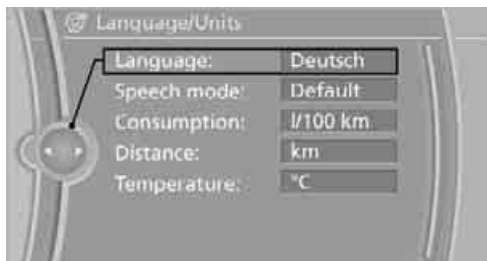 Language/Units
Language: Deutsch
Speech mode: Default
Consumption: l/100 km
Distance: km
Temperature: °C